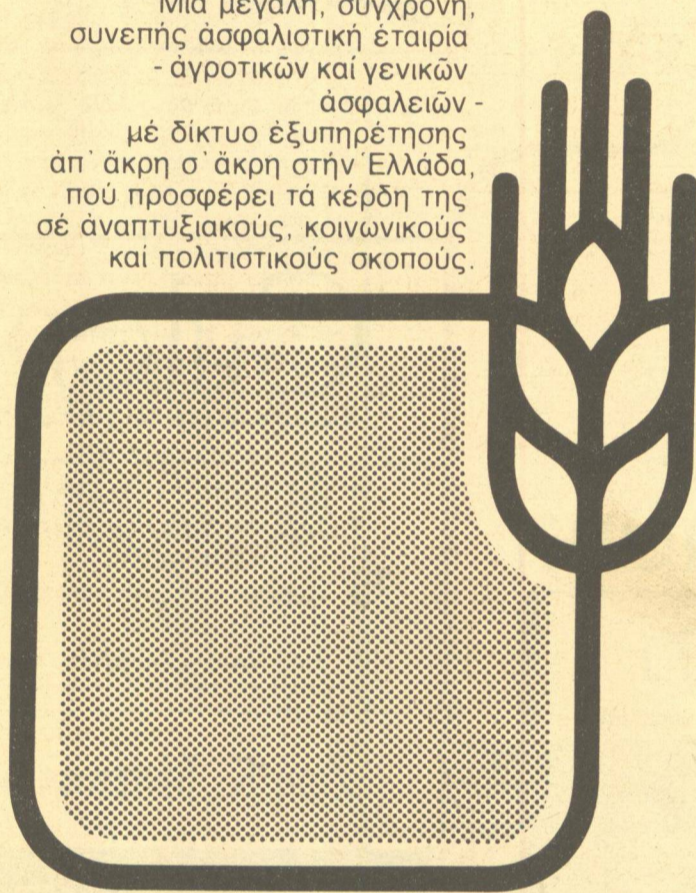 Μιά μεγάλη, σύγχρονη,
συνεπής ἀσφαλιστική ἑταιρία
- ἀγροτικῶν καί γενικῶν
ἀσφαλειῶν -
μέ δίκτυο ἐξυπηρέτησης
ἀπ᾽ ἄκρη σ᾽ ἄκρη στήν Ἑλλάδα,
πού προσφέρει τά κέρδη της
σέ ἀναπτυξιακούς, κοινωνικούς
καί πολιτιστικούς σκοπούς.